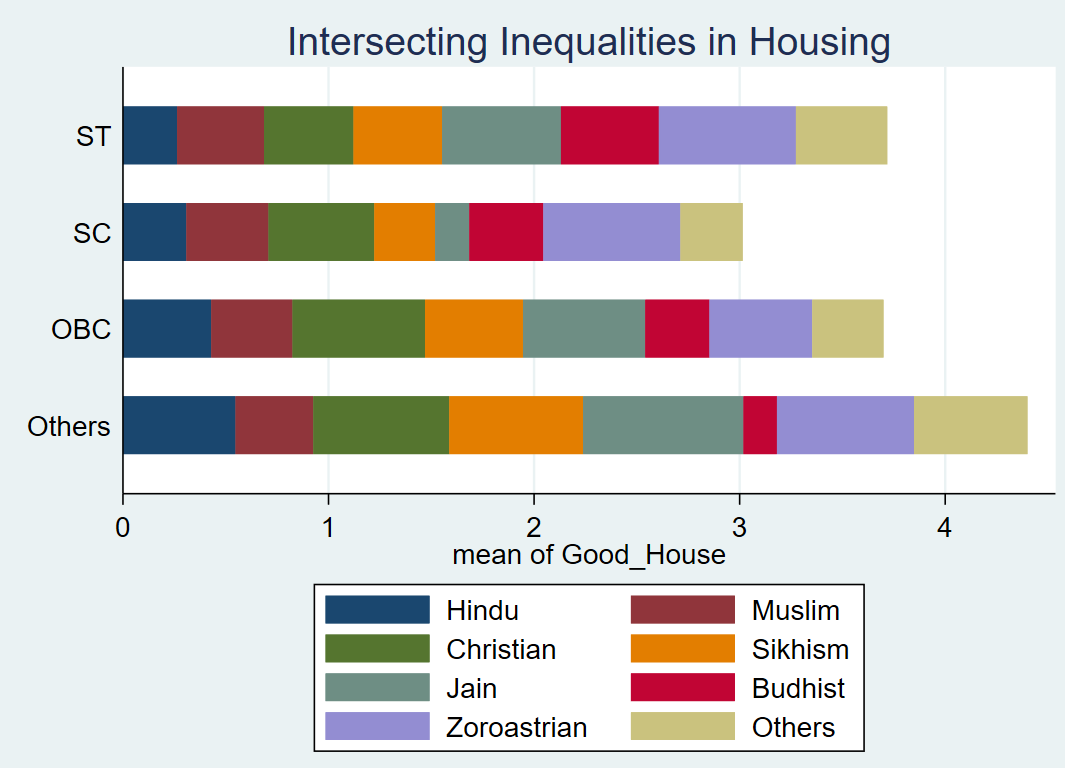 Intersecting Inequalities in Housing
ST
SC
OBC
Others
0 1 2 3 4
mean of Good_House
Hindu Muslim
Christian Sikhism
Jain Budhist
Zoroastrian Others